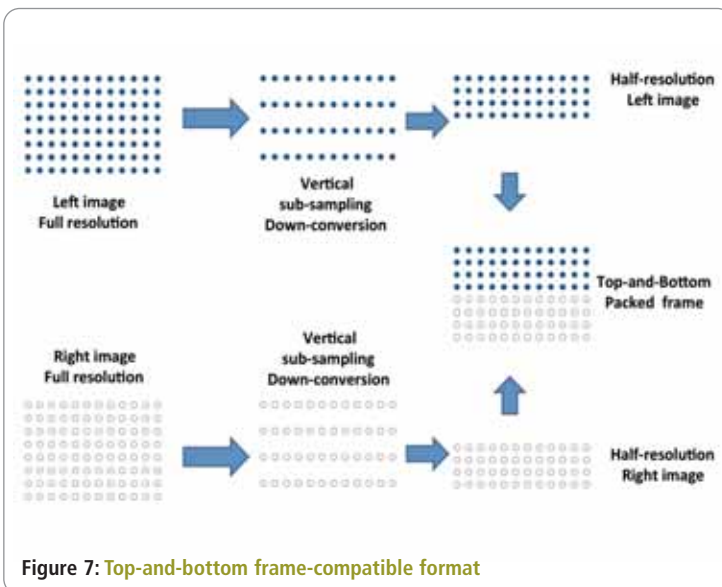 Half-resolution
Left image
Left image
Full resolution
Vertical
sub-sampling
Down-conversion
Top-and-Bottom
Packed frame
Right image
Full resolution
Vertical
sub-sampling
Down-conversion
Half-resolution
Right image
Figure 7: Top-and-bottom frame-compatible format